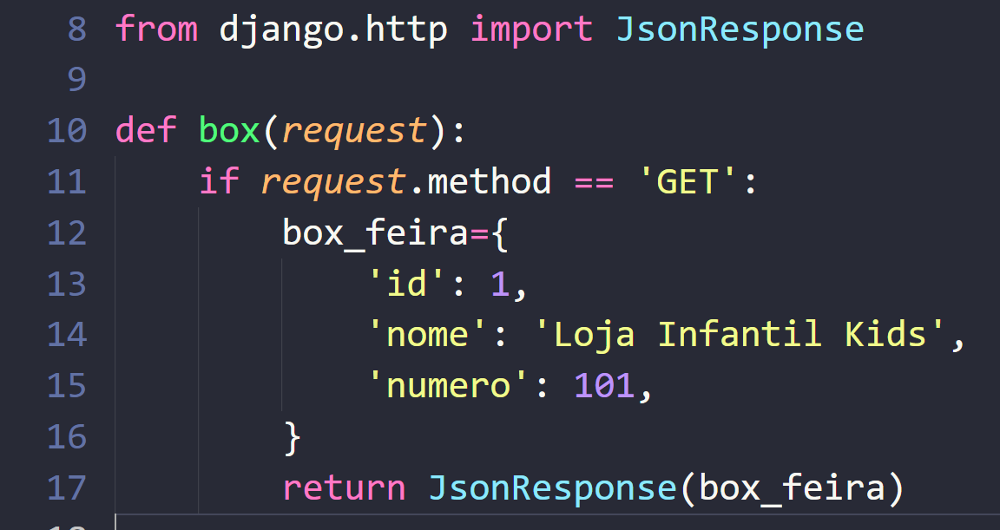 8 from django.http import JsonResponse
9
10 def box(request):
11     if request.method == 'GET':
12         box_feira={
13             'id': 1,
14             'nome': 'Loja Infantil Kids',
15             'numero': 101,
16         }
17         return JsonResponse(box_feira)